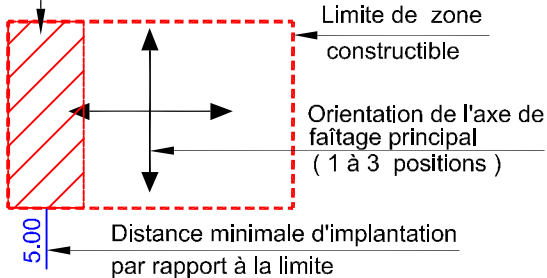 Limite de zone
constructible
Orientation de l'axe de
faîtage principal
( 1 à 3 positions )
5.00
Distance minimale d'implantation
par rapport à la limite